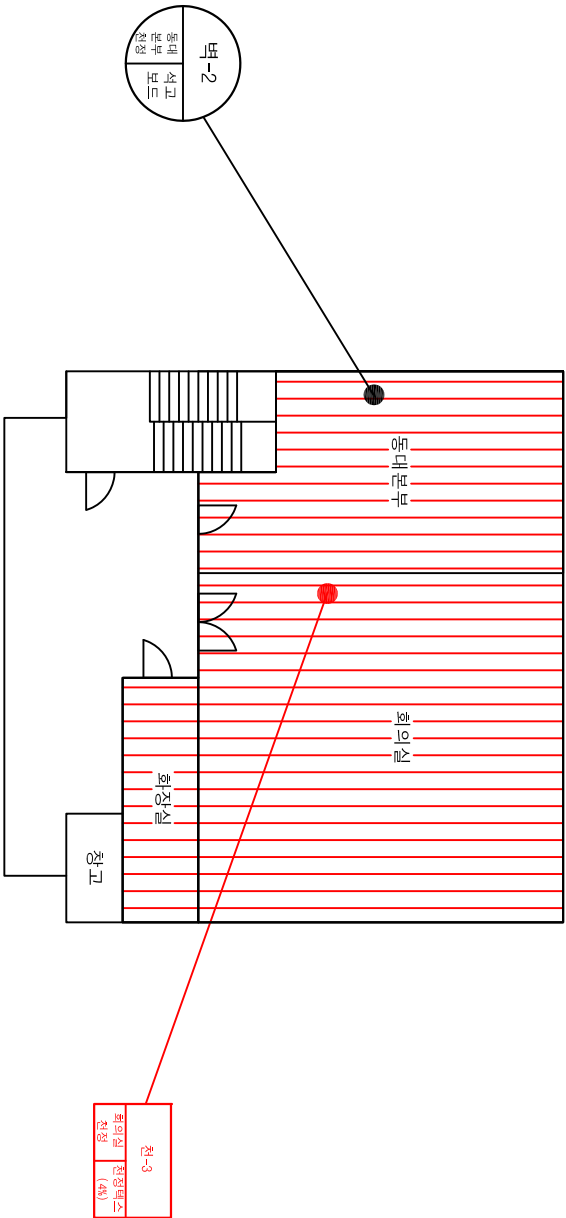 벽-2
동대
본부
천정
석고
보드
동대본부
회의실
화장실
창고
천-3
회의실
천정
천정텍스
(4%)